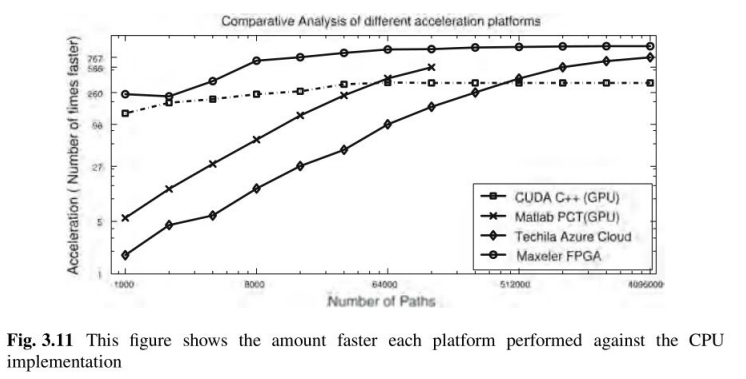 Comparative Analysis of different acceleration platforms
Acceleration ( Number of times faster)
767
566
260
98
27
5
1
1000
8000
64000
512000
4096000
Number of Paths
CUDA C++ (GPU)
Matlab PCT(GPU)
Techila Azure Cloud
Maxeler FPGA
Fig. 3.11 This figure shows the amount faster each platform performed against the CPU
implementation